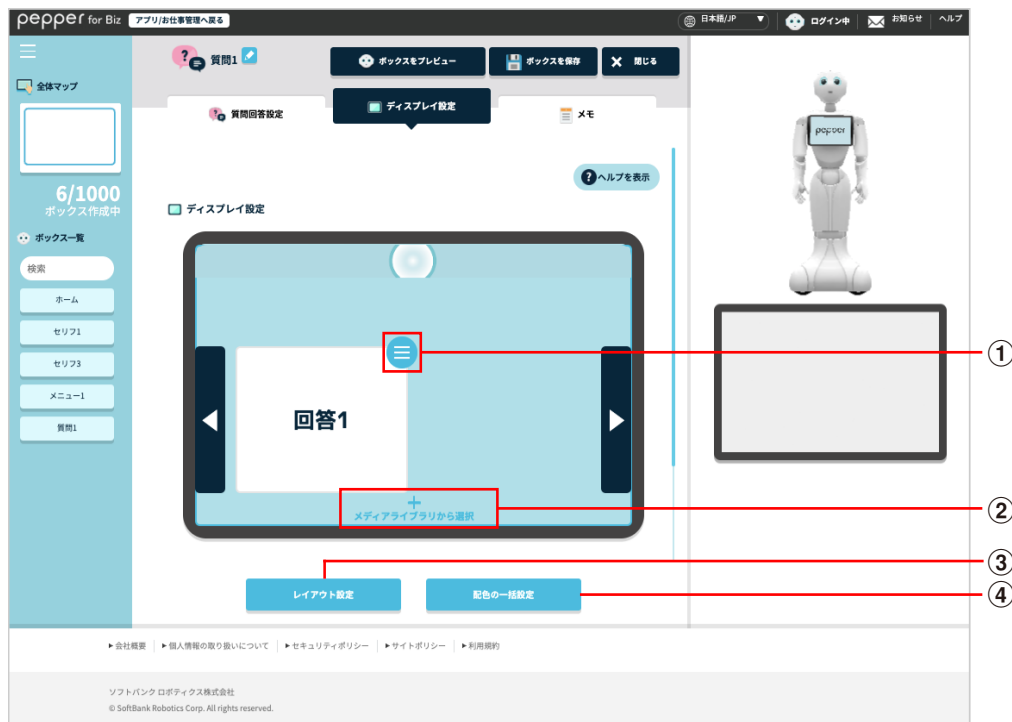 pepper for Biz アプリ/お仕事管理へ戻る 日本語/JP ▼ ログイン中 お知らせ ヘルプ
質問1 ボックスをプレビュー ボックスを保存 × 閉じる
全体マップ
質問回答設定 ディスプレイ設定 メモ
pepper
?ヘルプを表示
6/1000
ボックス作成中
ディスプレイ設定
ボックス一覧
検索
ホーム
セリフ1
セリフ3
メニュー1
質問1
①
回答1
+
メディアライブラリから選択
②
③
レイアウト設定 配色の一括設定
④
▶会社概要 ▶個人情報の取り扱いについて ▶セキュリティポリシー ▶サイトポリシー ▶利用規約
ソフトバンク ロボティクス株式会社
© SoftBank Robotics Corp. All rights reserved.